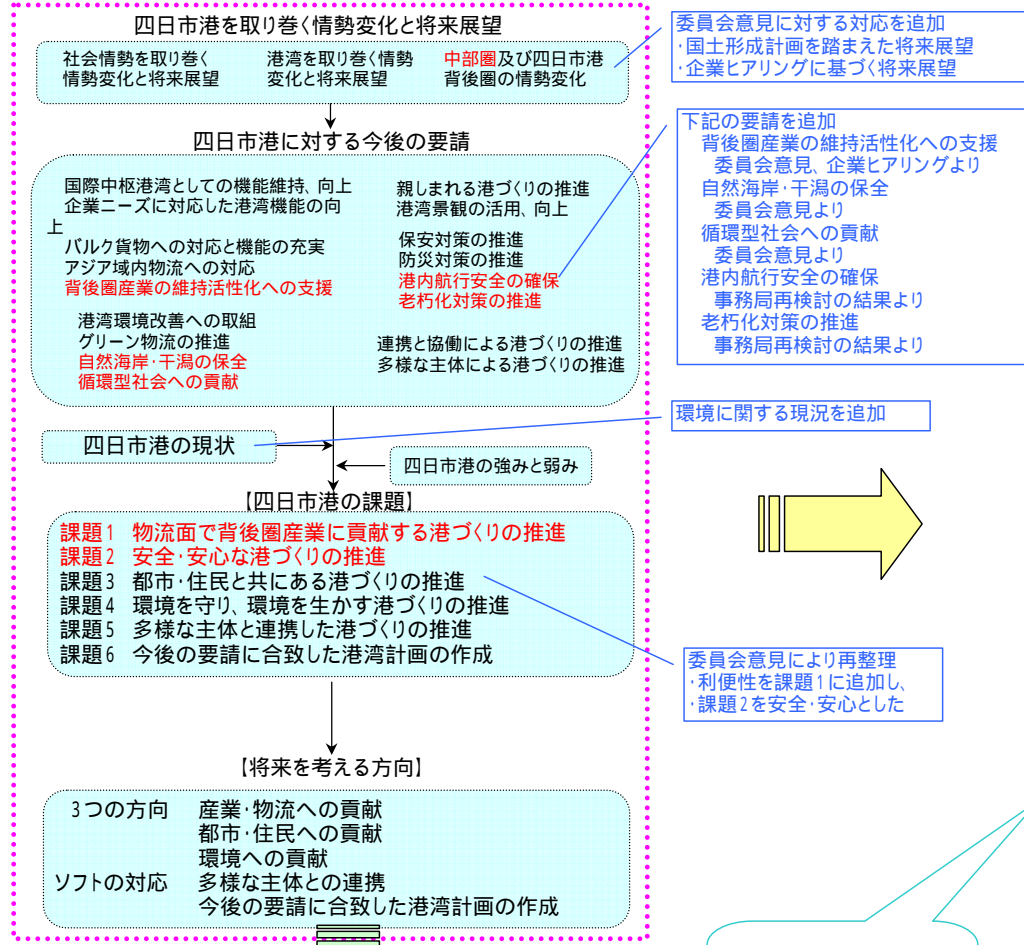 四日市港を取り巻く情勢変化と将来展望
社会情勢を取り巻く
情勢変化と将来展望
港湾を取り巻く情勢
変化と将来展望
中部圏及び四日市港
背後圏の情勢変化
委員会意見に対する対応を追加
・国土形成計画を踏まえた将来展望
・企業ヒアリングに基づく将来展望
四日市港に対する今後の要請
国際中枢港湾としての機能維持、向上
企業ニーズに対応した港湾機能の向
上
バルク貨物への対応と機能の充実
アジア域内物流への対応
背後圏産業の維持活性化への支援
港湾環境改善への取組
グリーン物流の推進
自然海岸・干潟の保全
循環型社会への貢献
親しまれる港づくりの推進
港湾景観の活用、向上
保安対策の推進
防災対策の推進
港内航行安全の確保
老朽化対策の推進
連携と協働による港づくりの推進
多様な主体による港づくりの推進
下記の要請を追加
背後圏産業の維持活性化への支援
委員会意見、企業ヒアリングより
自然海岸・干潟の保全
委員会意見より
循環型社会への貢献
委員会意見より
港内航行安全の確保
事務局再検討の結果より
老朽化対策の推進
事務局再検討の結果より
四日市港の現状
環境に関する現況を追加
四日市港の強みと弱み
【四日市港の課題】
課題1 物流面で背後圏産業に貢献する港づくりの推進
課題2 安全・安心な港づくりの推進
課題3 都市・住民と共にある港づくりの推進
課題4 環境を守り、環境を生かす港づくりの推進
課題5 多様な主体と連携した港づくりの推進
課題6 今後の要請に合致した港湾計画の作成
委員会意見により再整理
・利便性を課題1に追加し、
・課題2を安全・安心とした
【将来を考える方向】
3つの方向 産業・物流への貢献
都市・住民への貢献
環境への貢献
ソフトの対応 多様な主体との連携
今後の要請に合致した港湾計画の作成